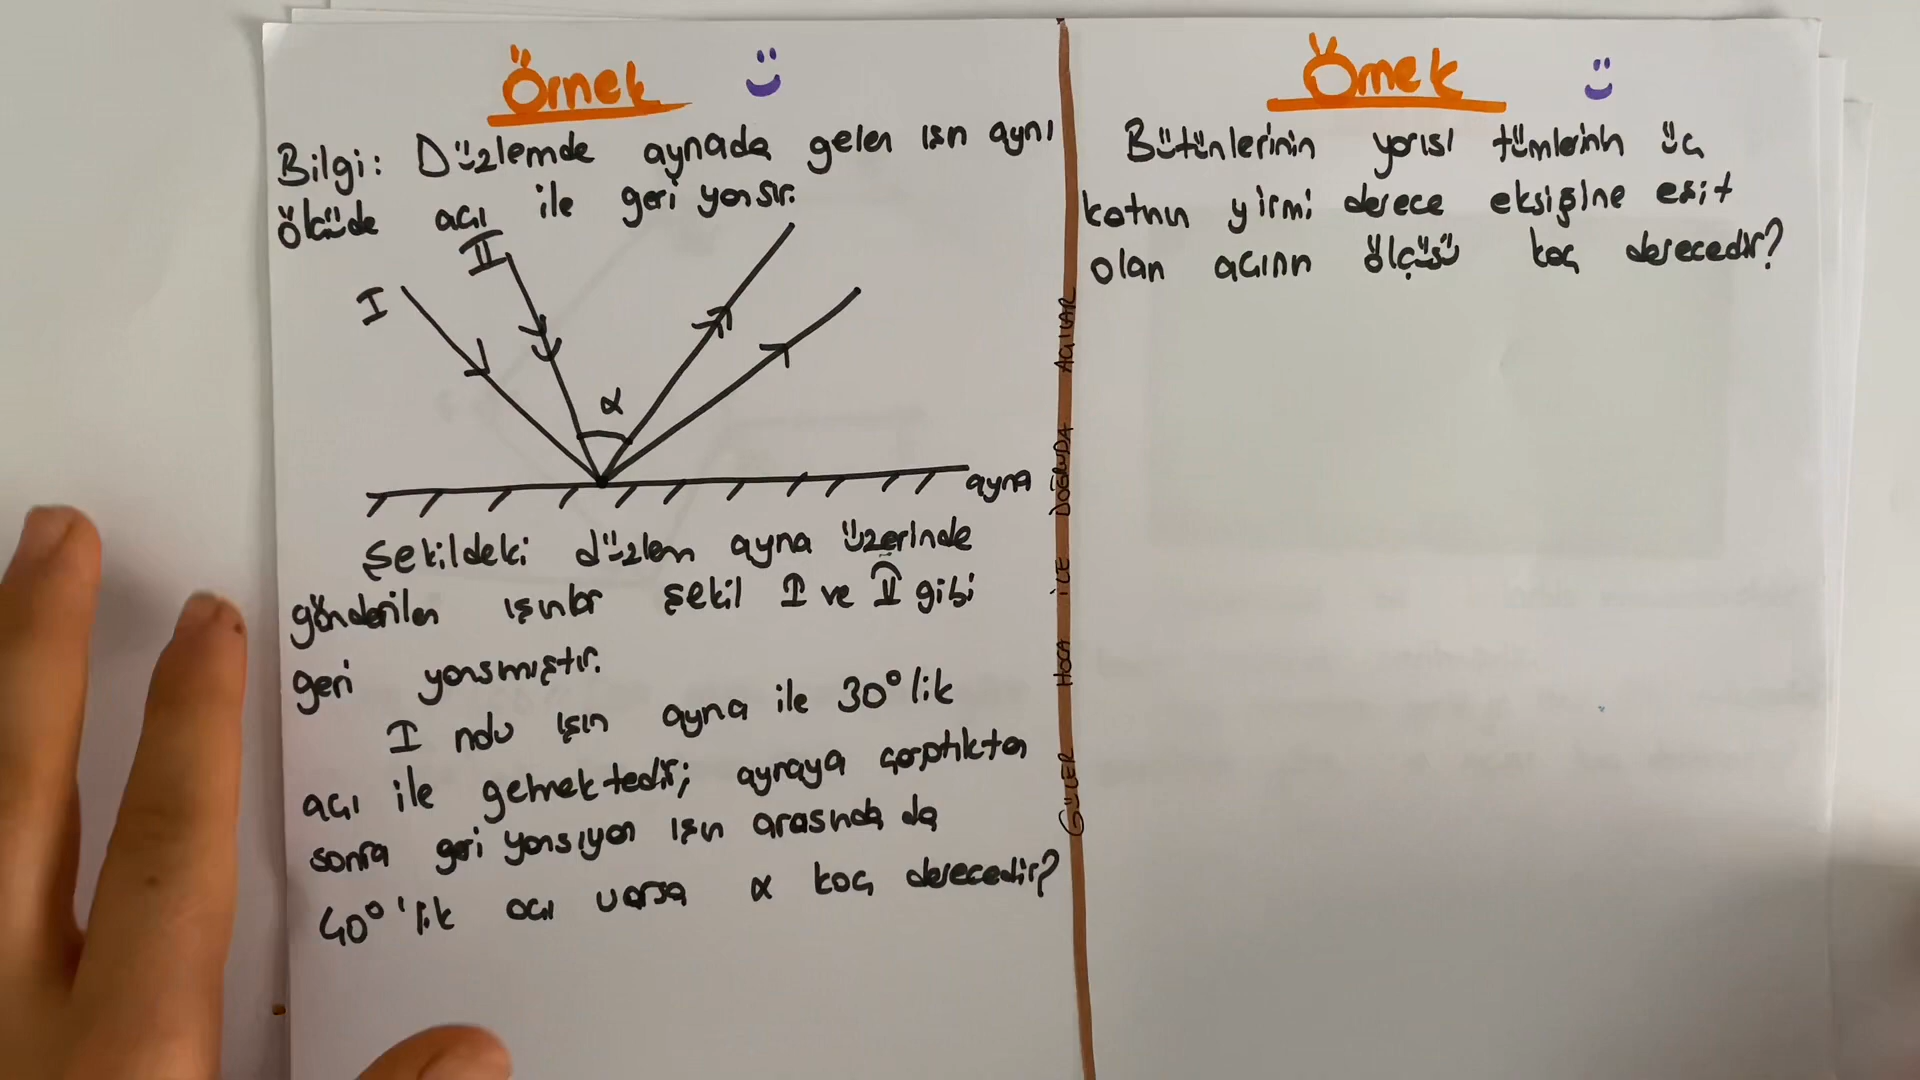 Örnek
Bilgi: Düzlemde aynada gelen ışın aynı
ölçüde açı ile geri yansır.
II
I
α
ayna
Şekildeki düzlem ayna üzerinde
gönderilen ışınlar şekil I ve II gibi
geri yansımıştır.
I ndu ışın ayna ile 30° lik
açı ile gelmektedir; aynaya çarptıktan
sonra geri yansıyan ışın arasında da
40°'lik açı varsa α kaç derecedir?
GÜLER HOCA İLE DOĞRUDA AÇILAR
Örnek
Bütünlerinin yarısı tümlerinin üç
katının yirmi derece eksiğine eşit
olan açının ölçüsü kaç derecedir?